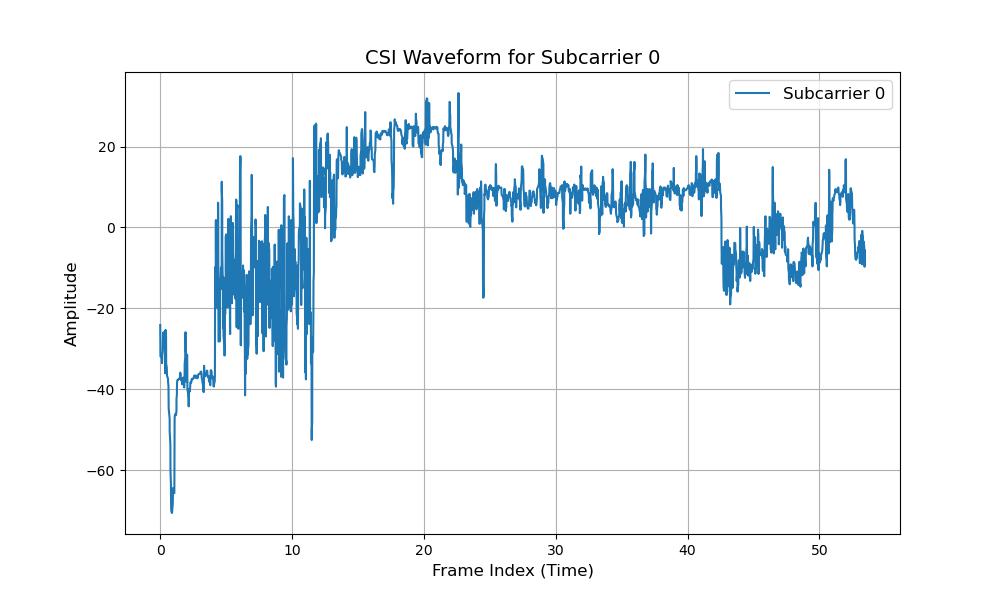 CSI Waveform for Subcarrier 0
Subcarrier 0
20
0
−20
−40
−60
Amplitude
0 10 20 30 40 50
Frame Index (Time)